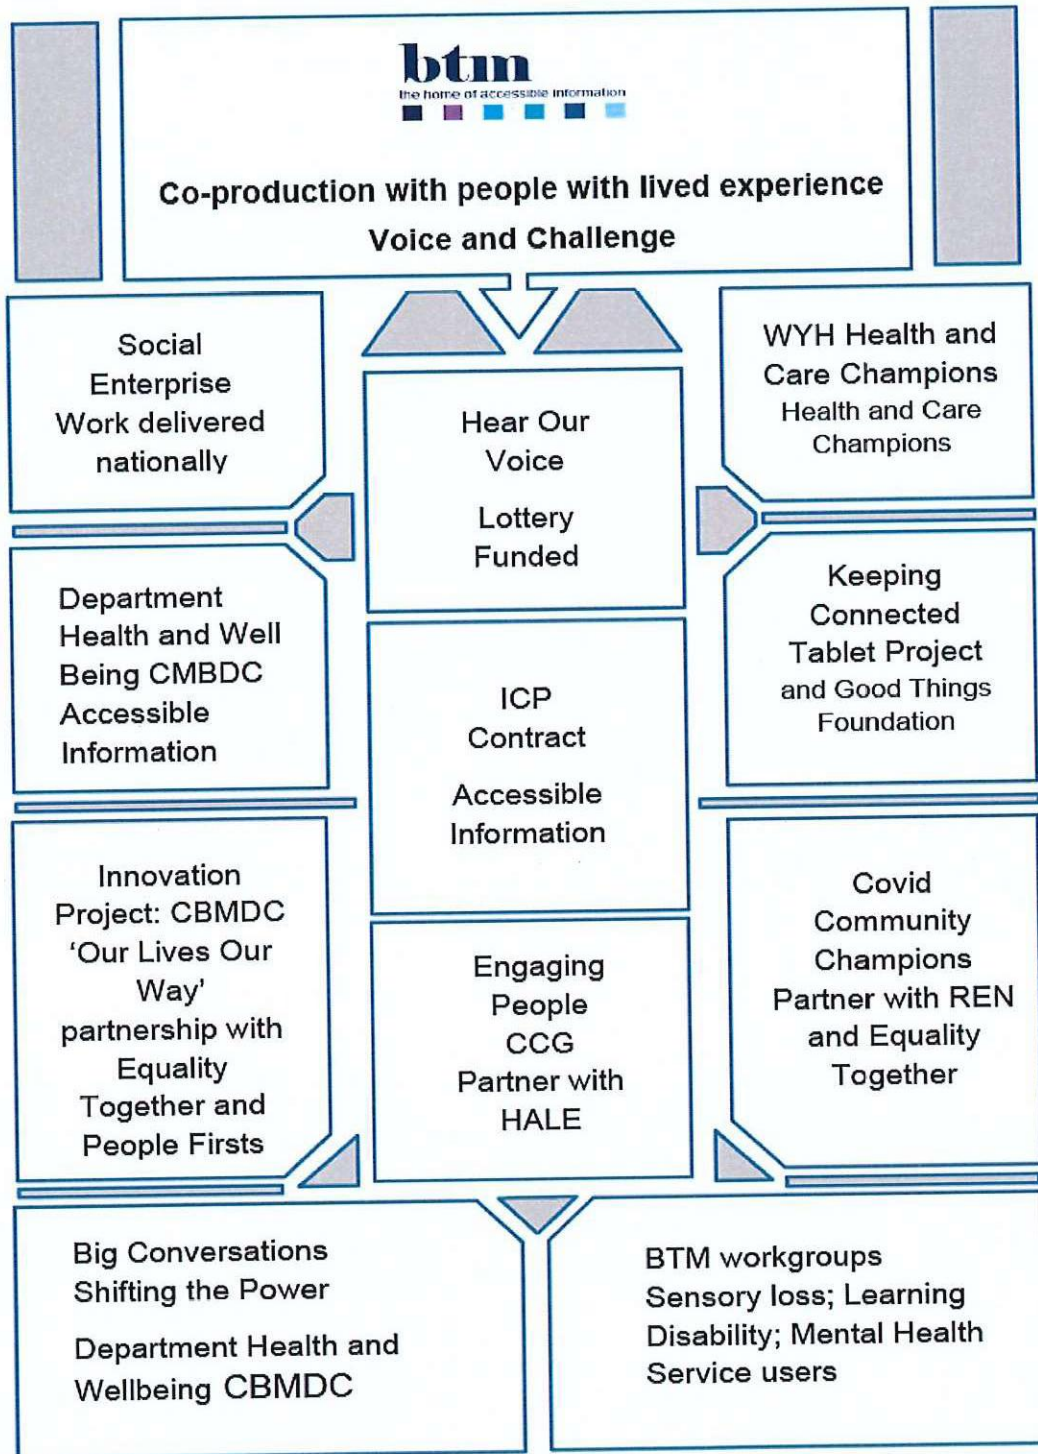 btm
the home of accessible information
Co-production with people with lived experience
Voice and Challenge
Social
Enterprise
Work delivered
nationally
Hear Our
Voice
Lottery
Funded
WYH Health and
Care Champions
Health and Care
Champions
Department
Health and Well
Being CMBDC
Accessible
Information
ICP
Contract
Accessible
Information
Keeping
Connected
Tablet Project
and Good Things
Foundation
Innovation
Project: CBMDC
‘Our Lives Our
Way’
partnership with
Equality
Together and
People Firsts
Engaging
People
CCG
Partner with
HALE
Covid
Community
Champions
Partner with REN
and Equality
Together
Big Conversations
Shifting the Power
Department Health and
Wellbeing CBMDC
BTM workgroups
Sensory loss; Learning
Disability; Mental Health
Service users